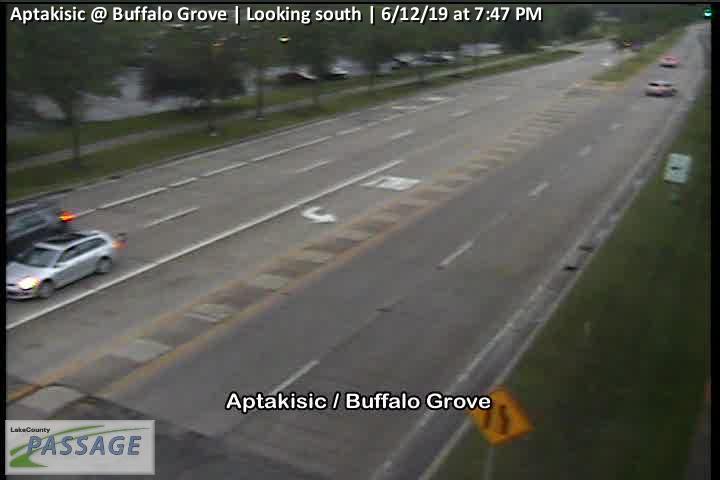 Aptakisic @ Buffalo Grove | Looking south | 6/12/19 at 7:47 PM
Aptakisic / Buffalo Grove
LakeCounty
PASSAGE